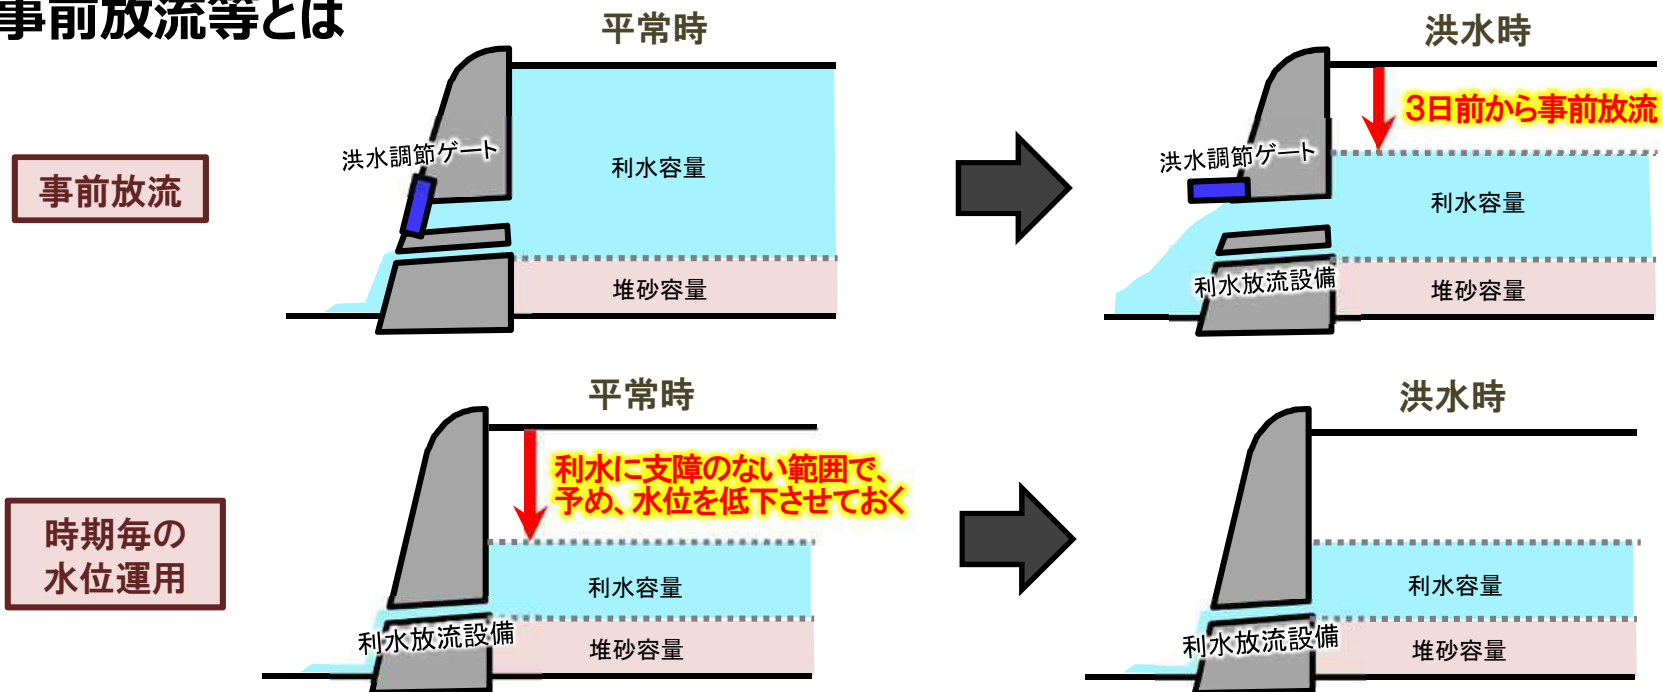 事前放流等とは
平常時
洪水時
3日前から事前放流
洪水調節ゲート
洪水調節ゲート
事前放流
利水容量
利水容量
利水放流設備
堆砂容量
堆砂容量
平常時
洪水時
利水に支障のない範囲で、
予め、水位を低下させておく
時期毎の
水位運用
利水容量
利水容量
利水放流設備
堆砂容量
利水放流設備
堆砂容量